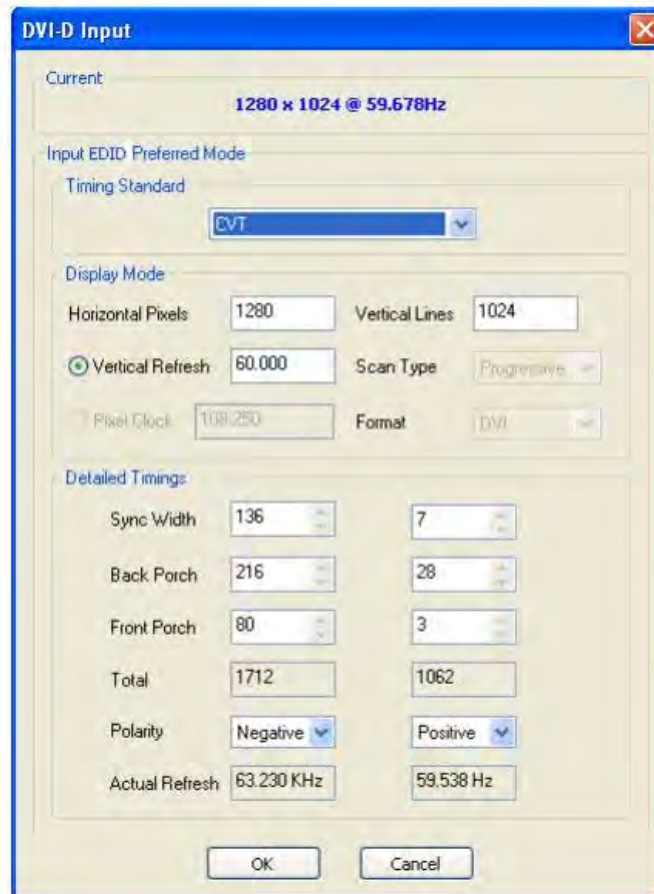 DVI-D Input
Current
1280 x 1024 @ 59.678Hz
Input EDID Preferred Mode
Timing Standard
CVT
Display Mode
Horizontal Pixels 1280 Vertical Lines 1024
Vertical Refresh 60.000 Scan Type Progressive
Pixel Clock 108.250 Format DVI
Detailed Timings
Sync Width 136 7
Back Porch 216 28
Front Porch 80 3
Total 1712 1062
Polarity Negative Positive
Actual Refresh 63.230 KHz 59.538 Hz
OK Cancel